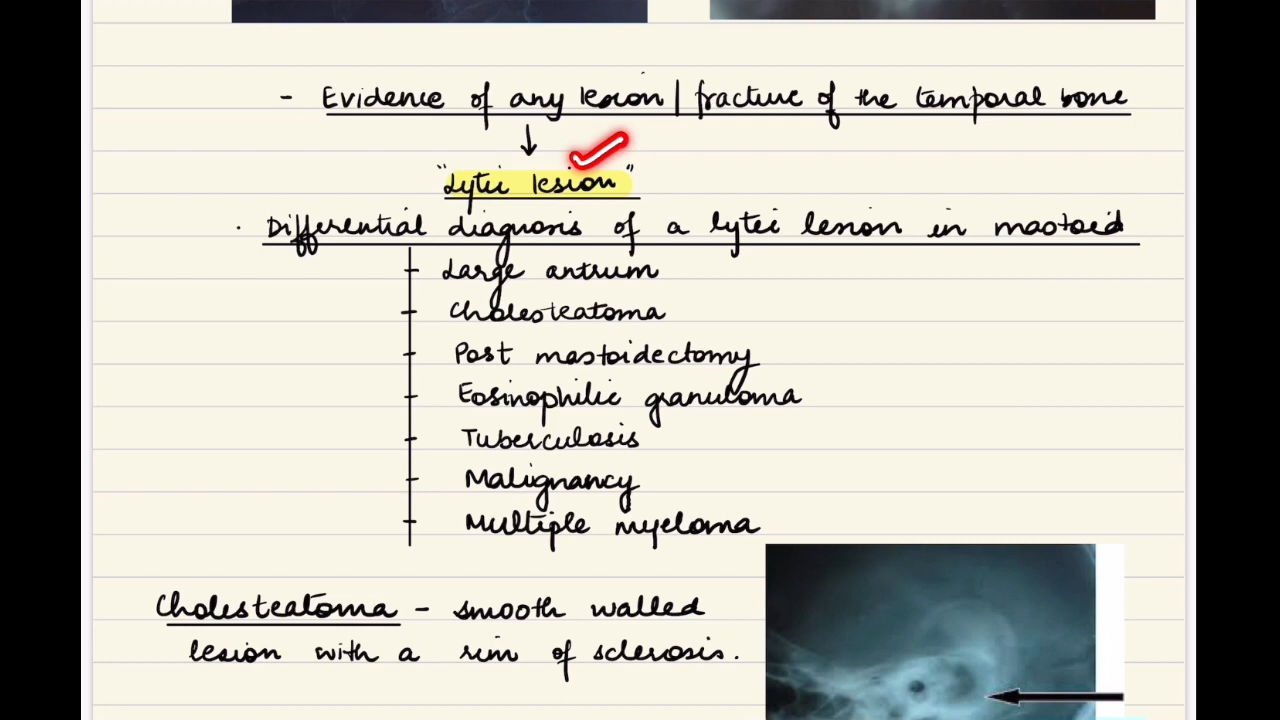 - Evidence of any lesion | fracture of the temporal bone
↓
"Lytic lesion"
· Differential diagnosis of a lytic lesion in mastoid
- Large antrum
- Cholesteatoma
- Post mastoidectomy
- Eosinophilic granuloma
- Tuberculosis
- Malignancy
- Multiple myeloma
Cholesteatoma - smooth walled
lesion with a rim of sclerosis.